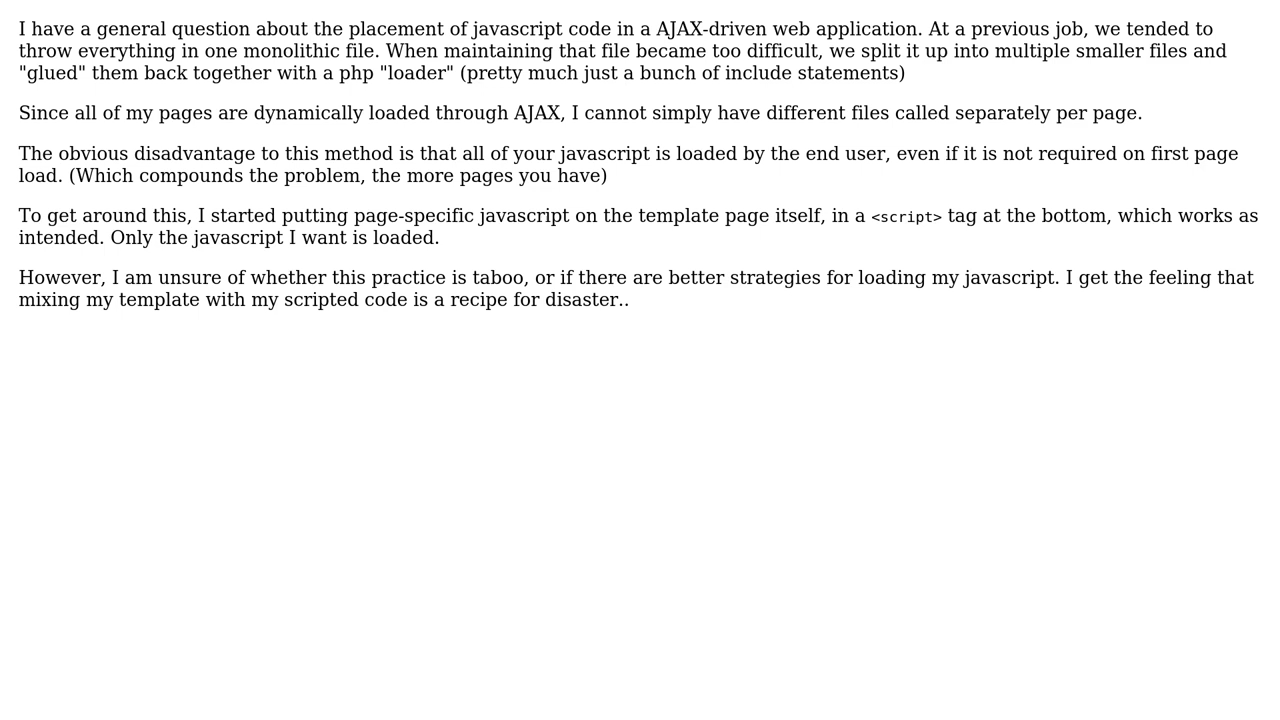 I have a general question about the placement of javascript code in a AJAX-driven web application. At a previous job, we tended to
throw everything in one monolithic file. When maintaining that file became too difficult, we split it up into multiple smaller files and
"glued" them back together with a php "loader" (pretty much just a bunch of include statements)
Since all of my pages are dynamically loaded through AJAX, I cannot simply have different files called separately per page.
The obvious disadvantage to this method is that all of your javascript is loaded by the end user, even if it is not required on first page
load. (Which compounds the problem, the more pages you have)
To get around this, I started putting page-specific javascript on the template page itself, in a <script> tag at the bottom, which works as
intended. Only the javascript I want is loaded.
However, I am unsure of whether this practice is taboo, or if there are better strategies for loading my javascript. I get the feeling that
mixing my template with my scripted code is a recipe for disaster..